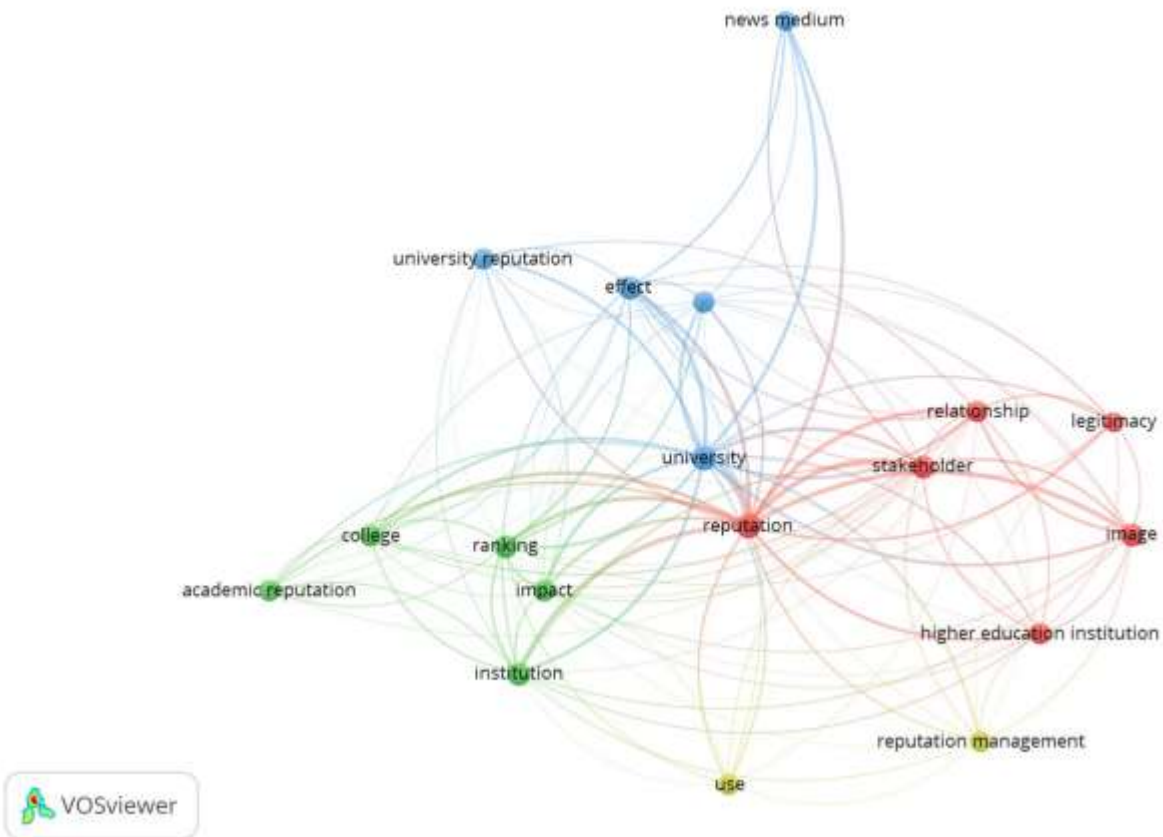 news medium
university reputation
effect
relationship
legitimacy
university
stakeholder
reputation
college
ranking
image
academic reputation
impact
higher education institution
institution
reputation management
use
VOSviewer